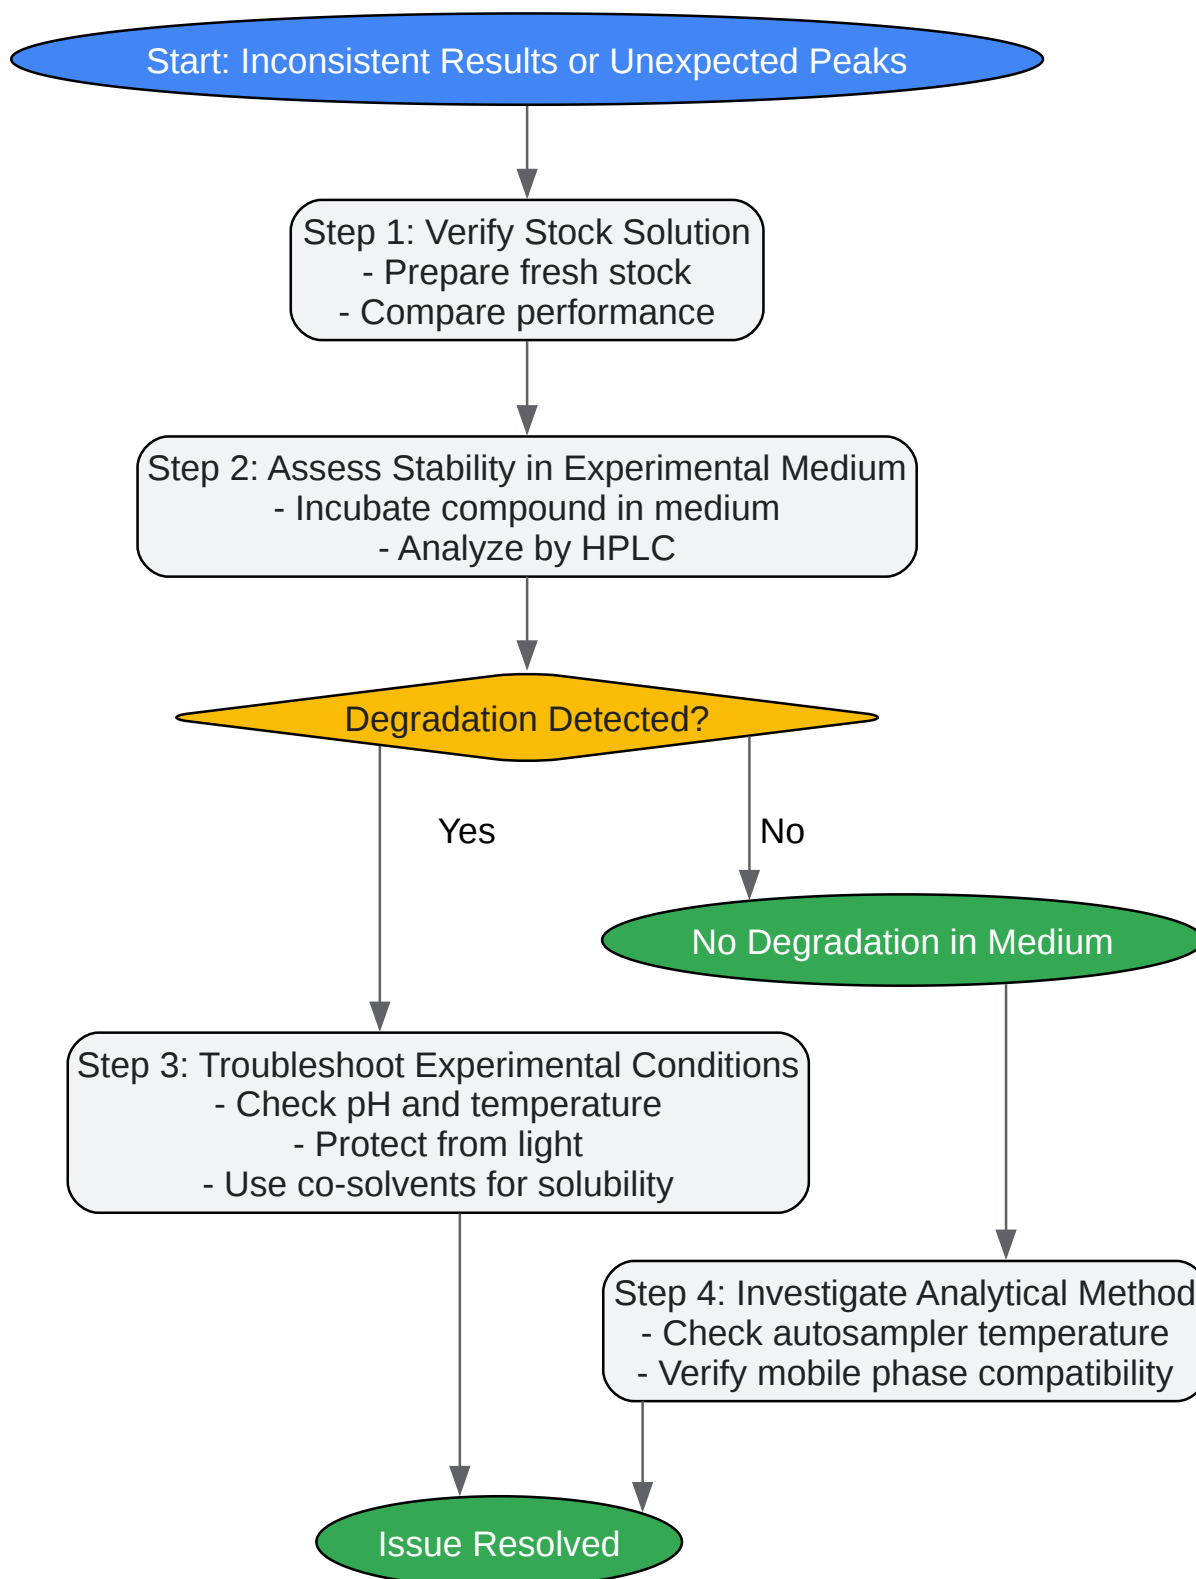 Start: Inconsistent Results or Unexpected Peaks
Step 1: Verify Stock Solution
- Prepare fresh stock
- Compare performance
Step 2: Assess Stability in Experimental Medium
- Incubate compound in medium
- Analyze by HPLC
Degradation Detected?
Yes
No
No Degradation in Medium
Step 3: Troubleshoot Experimental Conditions
- Check pH and temperature
- Protect from light
- Use co-solvents for solubility
Step 4: Investigate Analytical Method
- Check autosampler temperature
- Verify mobile phase compatibility
Issue Resolved